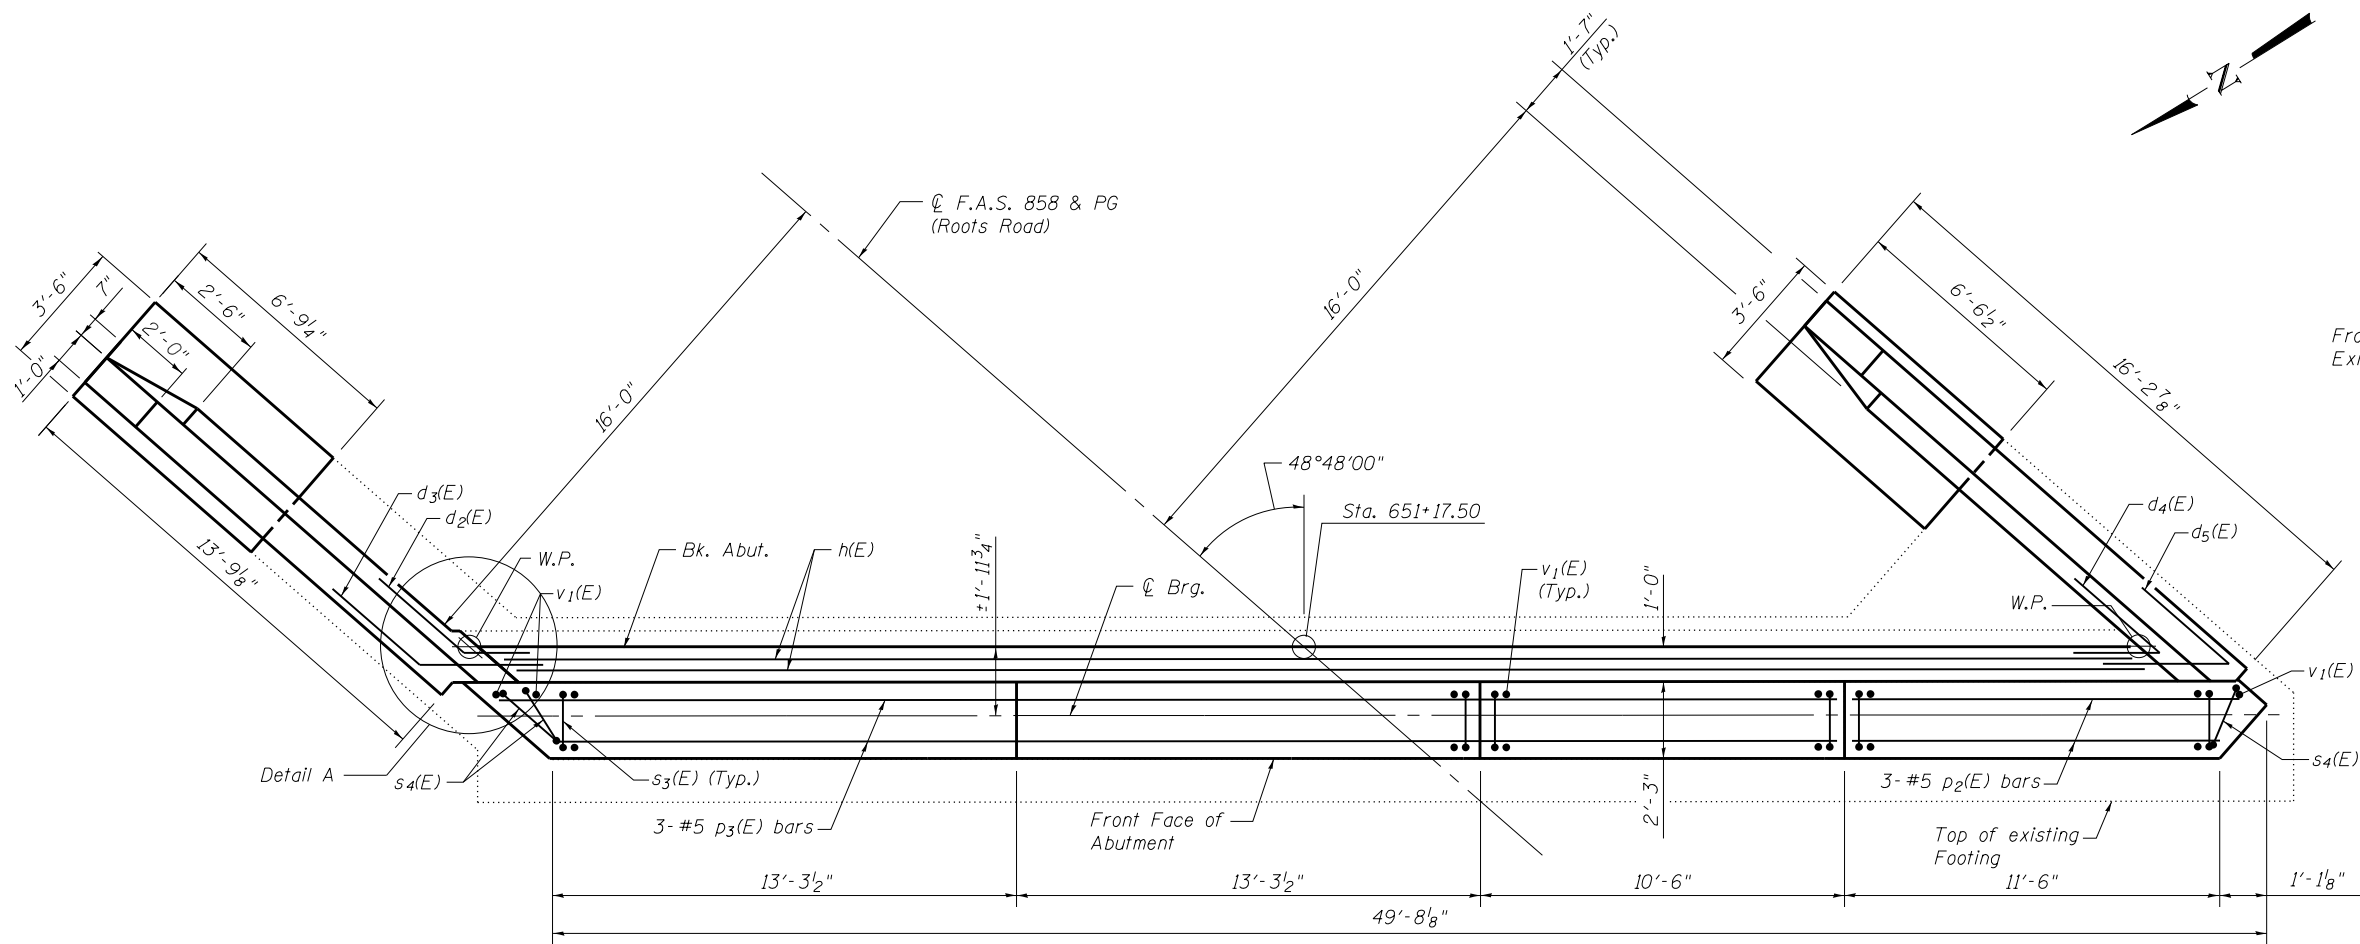 1'-7"
(Typ.)
N
℄ F.A.S. 858 & PG
(Roots Road)
16'-0"
16'-0"
3'-6"
7"
1'-0"
2'-0"
2'-6"
6'-9¼"
3'-6"
6'-6½"
16'-2⅞"
Fro
Exi
48°48'00"
Sta. 651+17.50
d3(E)
d2(E)
13'-9⅛"
W.P.
v1(E)
Bk. Abut.
h(E)
±1'-11¾"
℄ Brg.
v1(E)
(Typ.)
1'-0"
W.P.
d4(E)
d5(E)
v1(E)
s4(E)
Detail A
s4(E)
s3(E) (Typ.)
3-#5 p3(E) bars
Front Face of
Abutment
2'-3"
3-#5 p2(E) bars
Top of existing
Footing
13'-3½"
13'-3½"
10'-6"
11'-6"
1'-1⅛"
49'-8⅛"